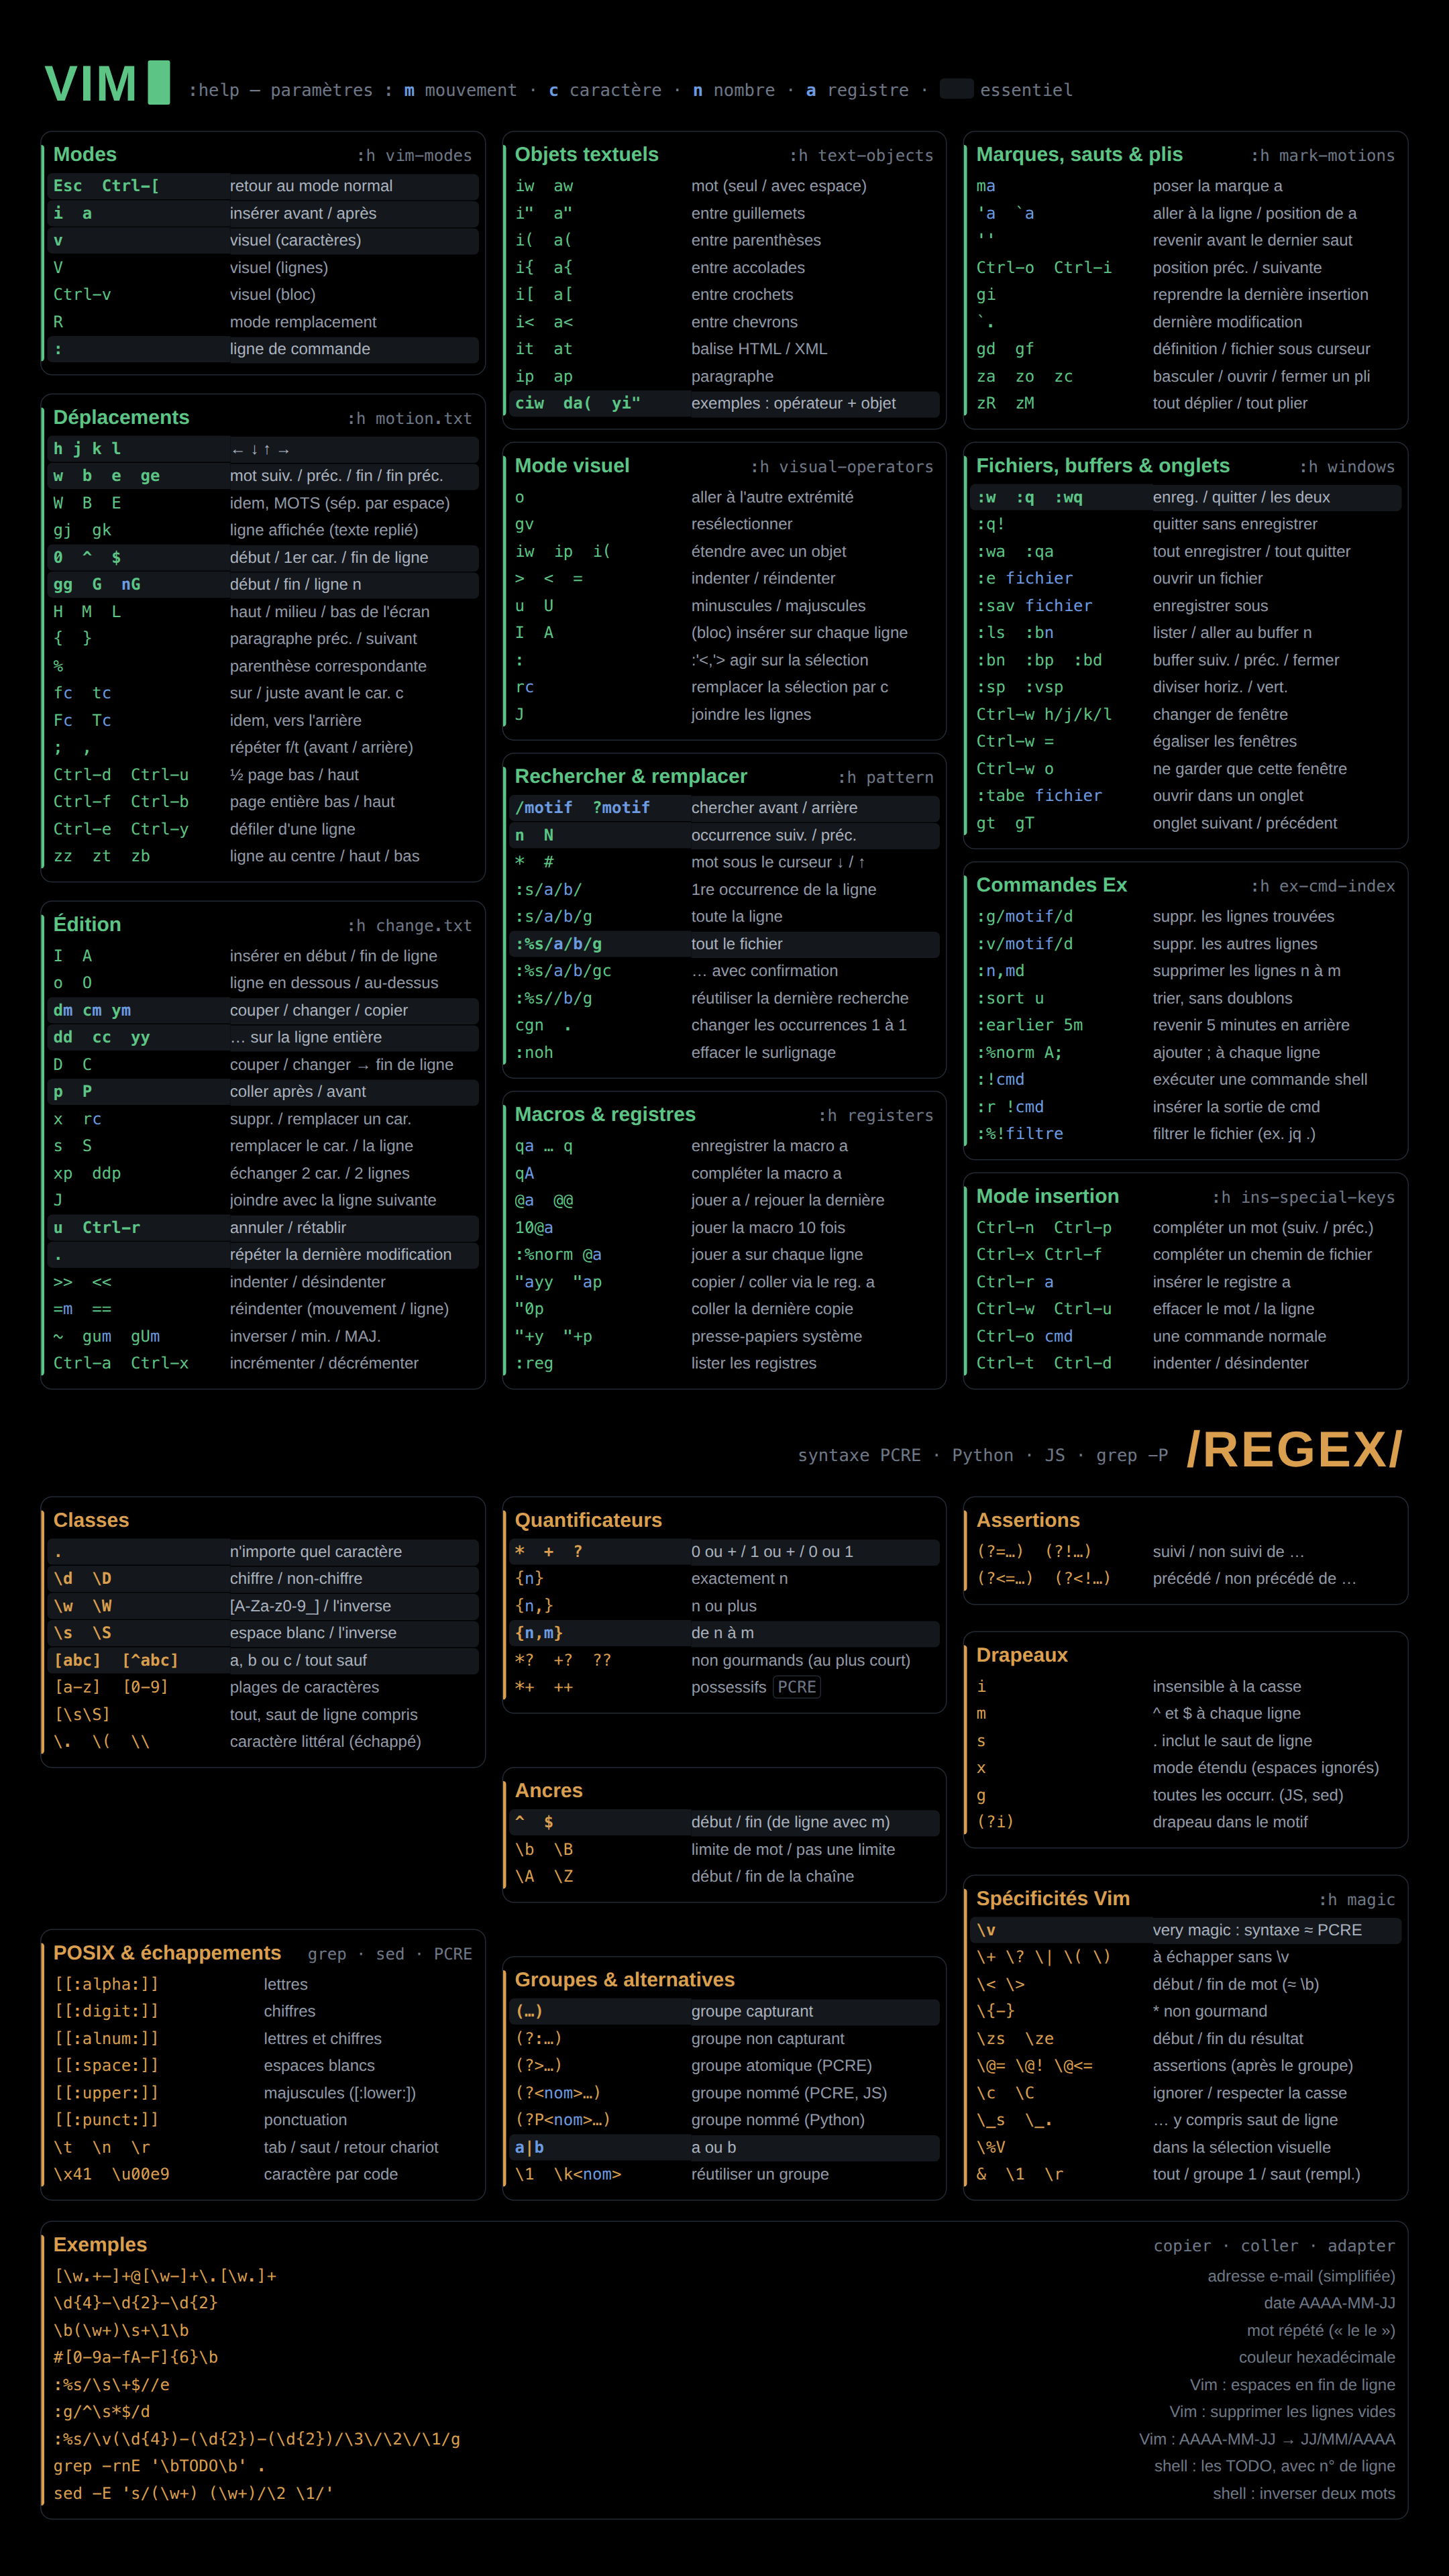 VIM :help – paramètres : m mouvement · c caractère · n nombre · a registre · essentiel
Modes :h vim-modes
Esc Ctrl-[ retour au mode normal
i a insérer avant / après
v visuel (caractères)
V visuel (lignes)
Ctrl-v visuel (bloc)
R mode remplacement
: ligne de commande
Déplacements :h motion.txt
h j k l ← ↓ ↑ →
w b e ge mot suiv. / préc. / fin / fin préc.
W B E idem, MOTS (sép. par espace)
gj gk ligne affichée (texte replié)
0 ^ $ début / 1er car. / fin de ligne
gg G nG début / fin / ligne n
H M L haut / milieu / bas de l'écran
{ } paragraphe préc. / suivant
% parenthèse correspondante
fc tc sur / juste avant le car. c
Fc Tc idem, vers l'arrière
; , répéter f/t (avant / arrière)
Ctrl-d Ctrl-u ½ page bas / haut
Ctrl-f Ctrl-b page entière bas / haut
Ctrl-e Ctrl-y défiler d'une ligne
zz zt zb ligne au centre / haut / bas
Édition :h change.txt
I A insérer en début / fin de ligne
o O ligne en dessous / au-dessus
dm cm ym couper / changer / copier
dd cc yy … sur la ligne entière
D C couper / changer → fin de ligne
p P coller après / avant
x rc suppr. / remplacer un car.
s S remplacer le car. / la ligne
xp ddp échanger 2 car. / 2 lignes
J joindre avec la ligne suivante
u Ctrl-r annuler / rétablir
. répéter la dernière modification
>> << indenter / désindenter
=m == réindenter (mouvement / ligne)
~ gum gUm inverser / min. / MAJ.
Ctrl-a Ctrl-x incrémenter / décrémenter
Objets textuels :h text-objects
iw aw mot (seul / avec espace)
i" a" entre guillemets
i( a( entre parenthèses
i{ a{ entre accolades
i[ a[ entre crochets
i< a< entre chevrons
it at balise HTML / XML
ip ap paragraphe
ciw da( yi" exemples : opérateur + objet
Mode visuel :h visual-operators
o aller à l'autre extrémité
gv resélectionner
iw ip i( étendre avec un objet
> < = indenter / réindenter
u U minuscules / majuscules
I A (bloc) insérer sur chaque ligne
: :'<,'> agir sur la sélection
rc remplacer la sélection par c
J joindre les lignes
Rechercher & remplacer :h pattern
/motif ?motif chercher avant / arrière
n N occurrence suiv. / préc.
* # mot sous le curseur ↓ / ↑
:s/a/b/ 1re occurrence de la ligne
:s/a/b/g toute la ligne
:%s/a/b/g tout le fichier
:%s/a/b/gc … avec confirmation
:%s//b/g réutiliser la dernière recherche
cgn . changer les occurrences 1 à 1
:noh effacer le surlignage
Macros & registres :h registers
qa … q enregistrer la macro a
qA compléter la macro a
@a @@ jouer a / rejouer la dernière
10@a jouer la macro 10 fois
:%norm @a jouer a sur chaque ligne
"ayy "ap copier / coller via le reg. a
"0p coller la dernière copie
"+y "+p presse-papiers système
:reg lister les registres
Marques, sauts & plis :h mark-motions
ma poser la marque a
'a `a aller à la ligne / position de a
'' revenir avant le dernier saut
Ctrl-o Ctrl-i position préc. / suivante
gi reprendre la dernière insertion
`. dernière modification
gd gf définition / fichier sous curseur
za zo zc basculer / ouvrir / fermer un pli
zR zM tout déplier / tout plier
Fichiers, buffers & onglets :h windows
:w :q :wq enreg. / quitter / les deux
:q! quitter sans enregistrer
:wa :qa tout enregistrer / tout quitter
:e fichier ouvrir un fichier
:sav fichier enregistrer sous
:ls :bn lister / aller au buffer n
:bn :bp :bd buffer suiv. / préc. / fermer
:sp :vsp diviser horiz. / vert.
Ctrl-w h/j/k/l changer de fenêtre
Ctrl-w = égaliser les fenêtres
Ctrl-w o ne garder que cette fenêtre
:tabe fichier ouvrir dans un onglet
gt gT onglet suivant / précédent
Commandes Ex :h ex-cmd-index
:g/motif/d suppr. les lignes trouvées
:v/motif/d suppr. les autres lignes
:n,md supprimer les lignes n à m
:sort u trier, sans doublons
:earlier 5m revenir 5 minutes en arrière
:%norm A; ajouter ; à chaque ligne
:!cmd exécuter une commande shell
:r !cmd insérer la sortie de cmd
:%!filtre filtrer le fichier (ex. jq .)
Mode insertion :h ins-special-keys
Ctrl-n Ctrl-p compléter un mot (suiv. / préc.)
Ctrl-x Ctrl-f compléter un chemin de fichier
Ctrl-r a insérer le registre a
Ctrl-w Ctrl-u effacer le mot / la ligne
Ctrl-o cmd une commande normale
Ctrl-t Ctrl-d indenter / désindenter
syntaxe PCRE · Python · JS · grep -P /REGEX/
Classes
. n'importe quel caractère
\d \D chiffre / non-chiffre
\w \W [A-Za-z0-9_] / l'inverse
\s \S espace blanc / l'inverse
[abc] [^abc] a, b ou c / tout sauf
[a-z] [0-9] plages de caractères
[\s\S] tout, saut de ligne compris
\. \( \\ caractère littéral (échappé)
POSIX & échappements grep · sed · PCRE
[[:alpha:]] lettres
[[:digit:]] chiffres
[[:alnum:]] lettres et chiffres
[[:space:]] espaces blancs
[[:upper:]] majuscules ([:lower:])
[[:punct:]] ponctuation
\t \n \r tab / saut / retour chariot
\x41 \u00e9 caractère par code
Quantificateurs
* + ? 0 ou + / 1 ou + / 0 ou 1
{n} exactement n
{n,} n ou plus
{n,m} de n à m
*? +? ?? non gourmands (au plus court)
*+ ++ possessifs PCRE
Ancres
^ $ début / fin (de ligne avec m)
\b \B limite de mot / pas une limite
\A \Z début / fin de la chaîne
Groupes & alternatives
(…) groupe capturant
(?:…) groupe non capturant
(?>…) groupe atomique (PCRE)
(?<nom>…) groupe nommé (PCRE, JS)
(?P<nom>…) groupe nommé (Python)
a|b a ou b
\1 \k<nom> réutiliser un groupe
Assertions
(?=…) (?!…) suivi / non suivi de …
(?<=…) (?<!…) précédé / non précédé de …
Drapeaux
i insensible à la casse
m ^ et $ à chaque ligne
s . inclut le saut de ligne
x mode étendu (espaces ignorés)
g toutes les occurr. (JS, sed)
(?i) drapeau dans le motif
Spécificités Vim :h magic
\v very magic : syntaxe ≈ PCRE
\+ \? \| \( \) à échapper sans \v
\< \> début / fin de mot (≈ \b)
\{-} * non gourmand
\zs \ze début / fin du résultat
\@= \@! \@<= assertions (après le groupe)
\c \C ignorer / respecter la casse
\_s \_. … y compris saut de ligne
\%V dans la sélection visuelle
& \1 \r tout / groupe 1 / saut (rempl.)
Exemples copier · coller · adapter
[\w.+-]+@[\w-]+\.[\w.]+ adresse e-mail (simplifiée)
\d{4}-\d{2}-\d{2} date AAAA-MM-JJ
\b(\w+)\s+\1\b mot répété (« le le »)
#[0-9a-fA-F]{6}\b couleur hexadécimale
:%s/\s\+$//e Vim : espaces en fin de ligne
:g/^\s*$/d Vim : supprimer les lignes vides
:%s/\v(\d{4})-(\d{2})-(\d{2})/\3\/\2\/\1/g Vim : AAAA-MM-JJ → JJ/MM/AAAA
grep -rnE '\bTODO\b' . shell : les TODO, avec n° de ligne
sed -E 's/(\w+) (\w+)/\2 \1/' shell : inverser deux mots